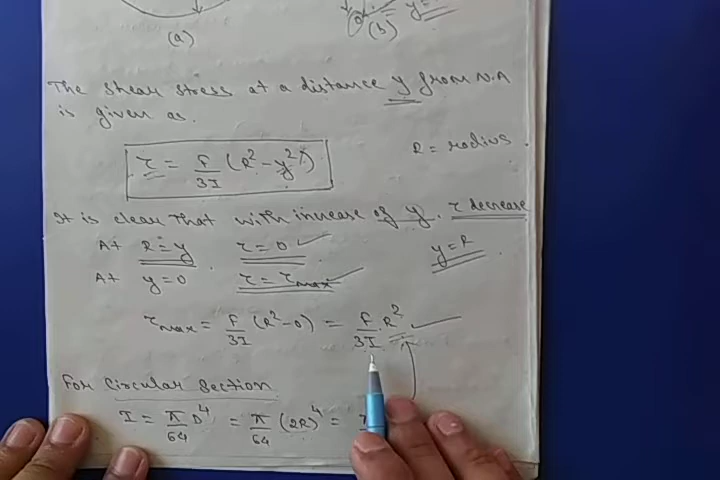 y=
(a)
(b)
The shear stress at a distance y from N.A
is given as.
τ = F/3I (R² - y²)
R = radius.
It is clear that with increase of y. τ decrease
At R = y τ = 0
y = R
At y = 0 τ = τmax
τmax = F/3I (R² - 0) = F/3I R²
For Circular Section
I = π/64 D⁴ = π/64 (2R)⁴ =